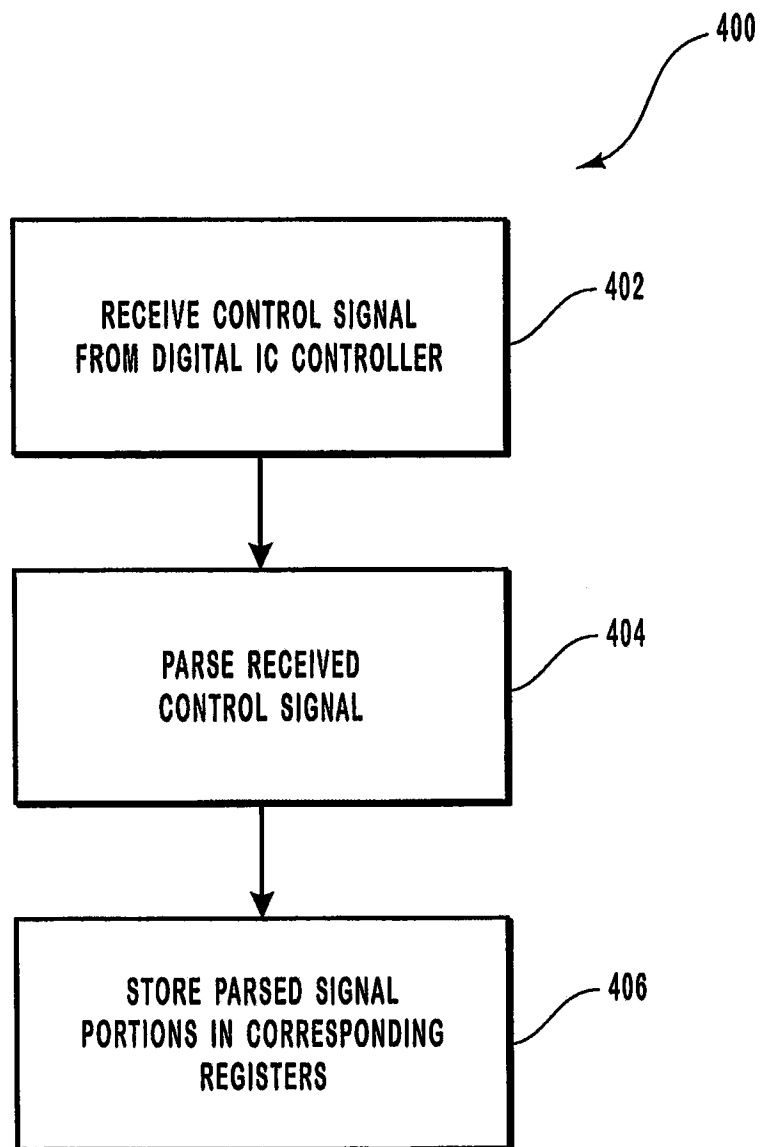 400
RECEIVE CONTROL SIGNAL
FROM DIGITAL IC CONTROLLER
402
PARSE RECEIVED
CONTROL SIGNAL
404
STORE PARSED SIGNAL
PORTIONS IN CORRESPONDING
REGISTERS
406